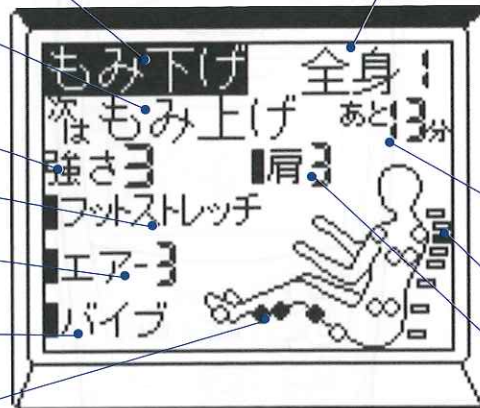 もみ下げ 全身1
次は もみ上げ あと13分
強さ3 肩3
フットストレッチ
エアー3
バイブ